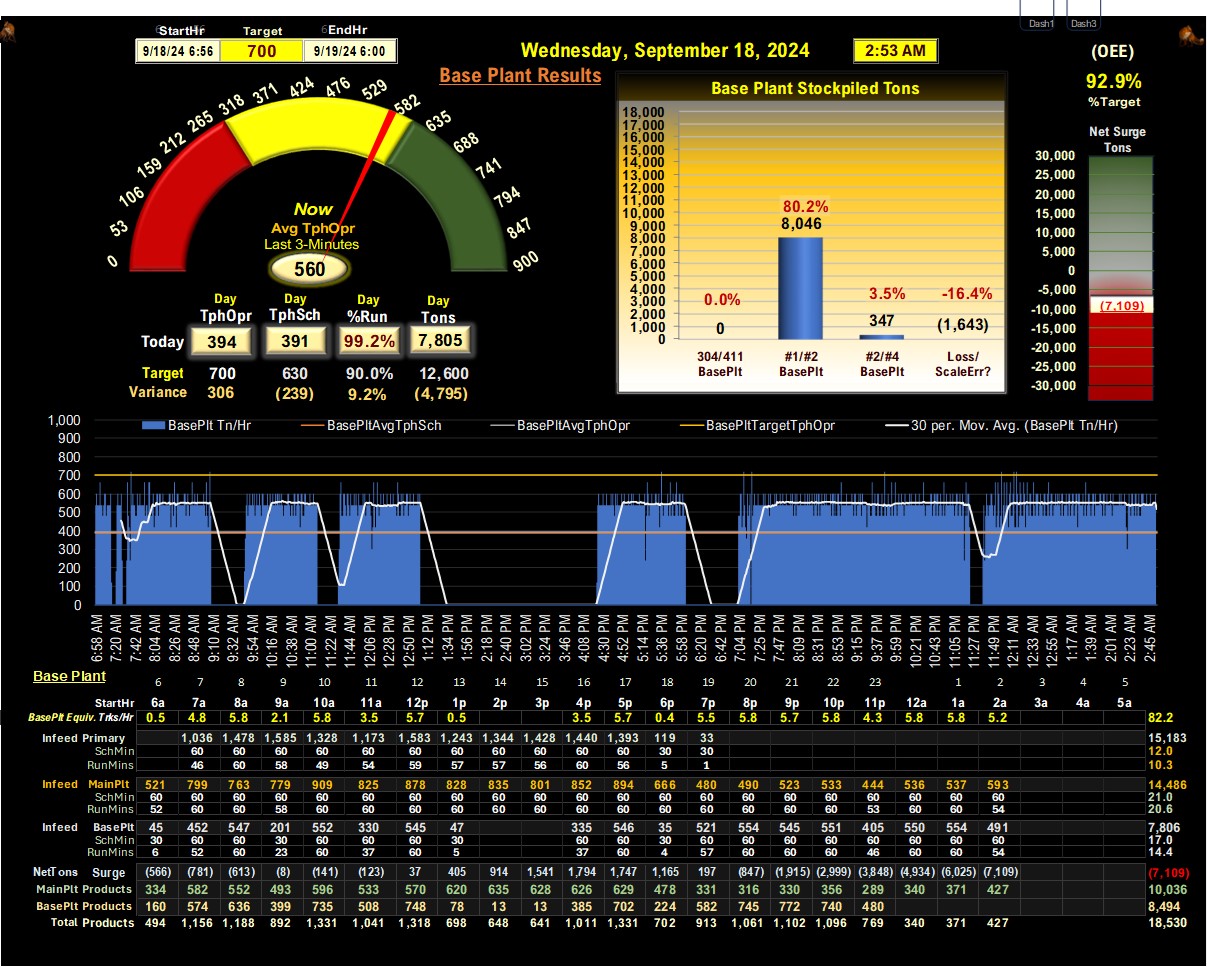 Dash1 Dash3
StartHr Target EndHr
9/18/24 6:56 700 9/19/24 6:00
Wednesday, September 18, 2024 2:53 AM
Base Plant Results
(OEE)
92.9%
%Target
Net Surge
Tons
0 53 106 159 212 265 318 371 424 476 529 582 635 688 741 794 847 900
Now
Avg TphOpr
Last 3-Minutes
560
Base Plant Stockpiled Tons
18,000
17,000
16,000
15,000
14,000
13,000
12,000
11,000
10,000
9,000
8,000
7,000
6,000
5,000
4,000
3,000
2,000
1,000
0
80.2%
8,046
0.0%
0
3.5%
347
-16.4%
(1,643)
304/411 #1/#2 #2/#4 Loss/
BasePlt BasePlt BasePlt ScaleErr?
30,000
25,000
20,000
15,000
10,000
5,000
0
-5,000
-10,000
-15,000
-20,000
-25,000
-30,000
(7,109)
Day Day Day Day
TphOpr TphSch %Run Tons
Today 394 391 99.2% 7,805
Target 700 630 90.0% 12,600
Variance 306 (239) 9.2% (4,795)
BasePlt Tn/Hr BasePltAvgTphSch BasePltAvgTphOpr BasePltTargetTphOpr 30 per. Mov. Avg. (BasePlt Tn/Hr)
1,000
900
800
700
600
500
400
300
200
100
0
6:58 AM 7:20 AM 7:42 AM 8:04 AM 8:26 AM 8:48 AM 9:10 AM 9:32 AM 9:54 AM 10:16 AM 10:38 AM 11:00 AM 11:22 AM 11:44 AM 12:06 PM 12:28 PM 12:50 PM 1:12 PM 1:34 PM 1:56 PM 2:18 PM 2:40 PM 3:02 PM 3:24 PM 3:46 PM 4:08 PM 4:30 PM 4:52 PM 5:14 PM 5:36 PM 5:58 PM 6:20 PM 6:42 PM 7:04 PM 7:25 PM 7:47 PM 8:09 PM 8:31 PM 8:53 PM 9:15 PM 9:37 PM 9:59 PM 10:21 PM 10:43 PM 11:05 PM 11:27 PM 11:49 PM 12:11 AM 12:33 AM 12:55 AM 1:17 AM 1:39 AM 2:01 AM 2:23 AM 2:45 AM
Base Plant 6 7 8 9 10 11 12 13 14 15 16 17 18 19 20 21 22 23 1 2 3 4 5
StartHr 6a 7a 8a 9a 10a 11a 12p 1p 2p 3p 4p 5p 6p 7p 8p 9p 10p 11p 12a 1a 2a 3a 4a 5a
BasePlt Equiv. Trks/Hr 0.5 4.8 5.8 2.1 5.8 3.5 5.7 0.5 3.5 5.7 0.4 5.5 5.8 5.7 5.8 4.3 5.8 5.8 5.2 82.2
Infeed Primary 1,036 1,478 1,585 1,328 1,173 1,583 1,243 1,344 1,428 1,440 1,393 119 33 15,183
SchMin 60 60 60 60 60 60 60 60 60 60 60 30 30 12.0
RunMins 46 60 58 49 54 59 57 57 56 60 56 5 1 10.3
Infeed MainPlt 521 799 763 779 909 825 878 828 835 801 852 894 666 480 490 523 533 444 536 537 593 14,486
SchMin 60 60 60 60 60 60 60 60 60 60 60 60 60 60 60 60 60 60 60 60 60 21.0
RunMins 52 60 60 58 60 60 60 60 60 60 60 60 60 60 60 60 60 53 60 60 54 20.6
Infeed BasePlt 45 452 547 201 552 330 545 47 335 546 35 521 554 545 551 405 550 554 491 7,806
SchMin 30 60 60 30 60 60 60 30 60 60 30 60 60 60 60 60 60 60 60 17.0
RunMins 6 52 60 23 60 37 60 5 37 60 4 57 60 60 60 46 60 60 54 14.4
NetTons Surge (566) (781) (613) (8) (141) (123) 37 405 914 1,541 1,794 1,747 1,165 197 (847) (1,915) (2,999) (3,848) (4,934) (6,025) (7,109) (7,109)
MainPlt Products 334 582 552 493 596 533 570 620 635 628 626 629 478 331 316 330 356 289 340 371 427 10,036
BasePlt Products 160 574 636 399 735 508 748 78 13 13 385 702 224 582 745 772 740 480 8,494
Total Products 494 1,156 1,188 892 1,331 1,041 1,318 698 648 641 1,011 1,331 702 913 1,061 1,102 1,096 769 340 371 427 18,530